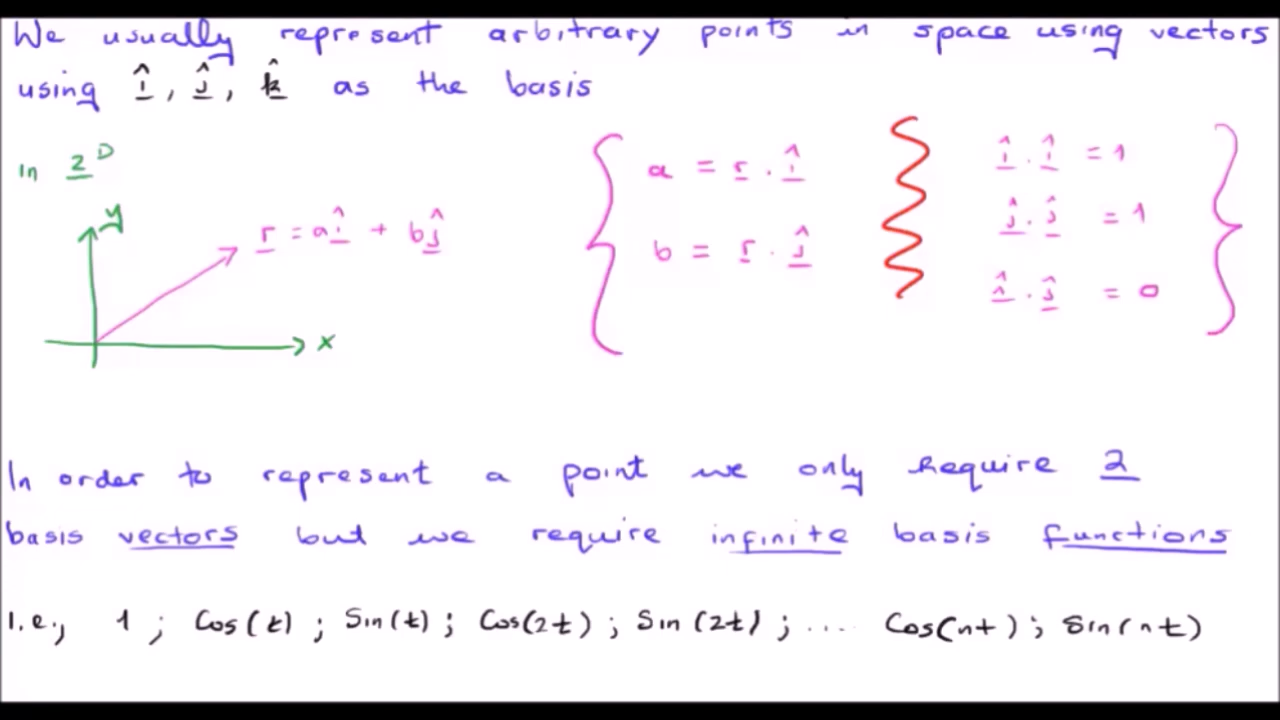 We usually represent arbitrary points in space using vectors
using î, ĵ, k̂ as the basis
In 2D
y
r = aî + bĵ
x
a = r . î
b = r . ĵ
î . î = 1
ĵ . ĵ = 1
î . ĵ = 0
In order to represent a point we only require 2
basis vectors but we require infinite basis functions
I.e., 1 ; Cos(t) ; Sin(t) ; Cos(2t) ; Sin(2t) ; .... Cos(nt) ; Sin(nt)